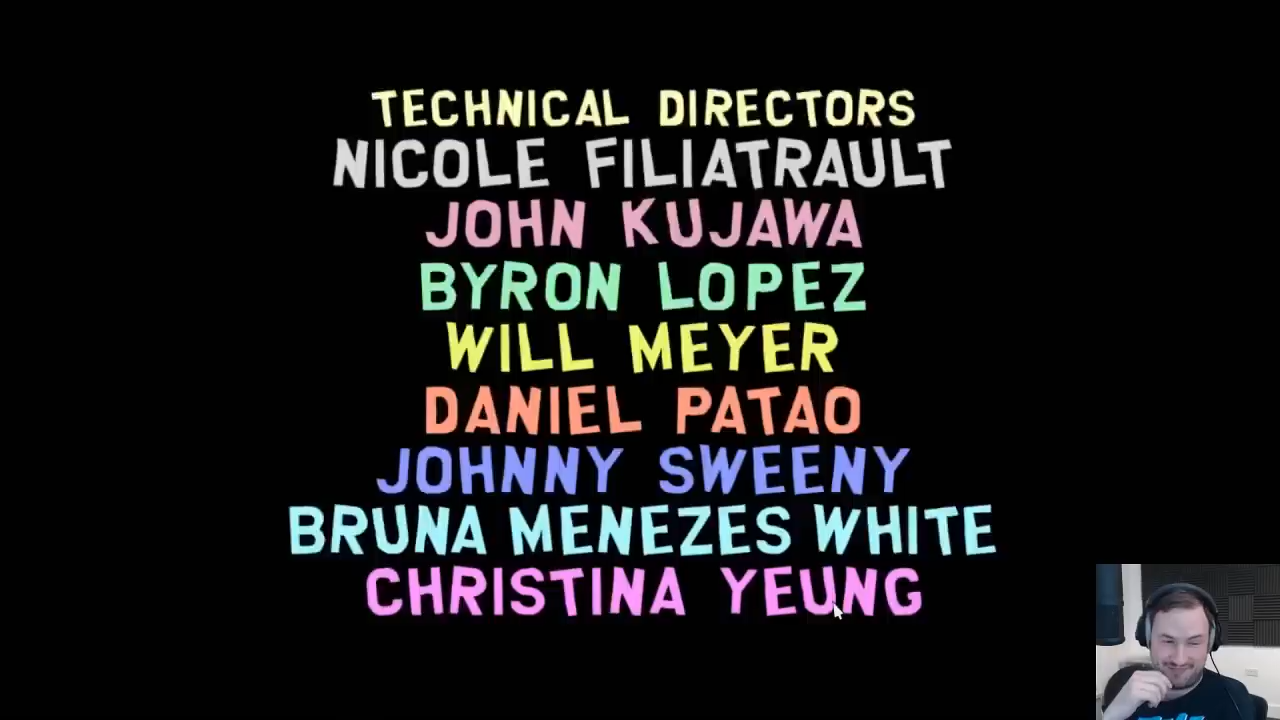 TECHNICAL DIRECTORS
NICOLE FILIATRAULT
JOHN KUJAWA
BYRON LOPEZ
WILL MEYER
DANIEL PATAO
JOHNNY SWEENY
BRUNA MENEZES WHITE
CHRISTINA YEUNG